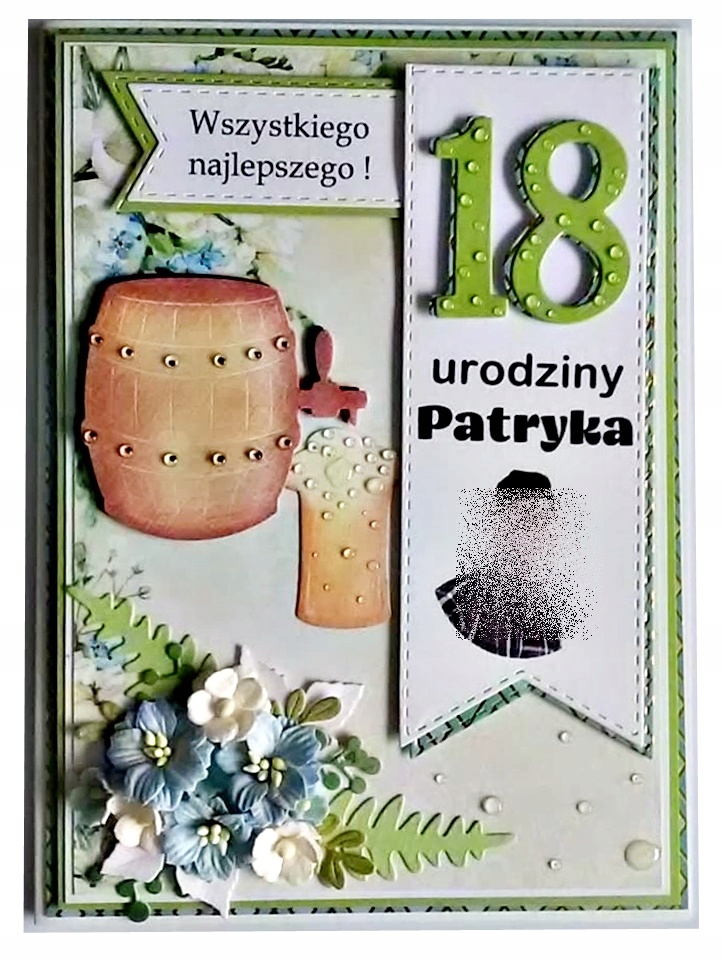 Wszystkiego
najlepszego !
18
urodziny
Patryka